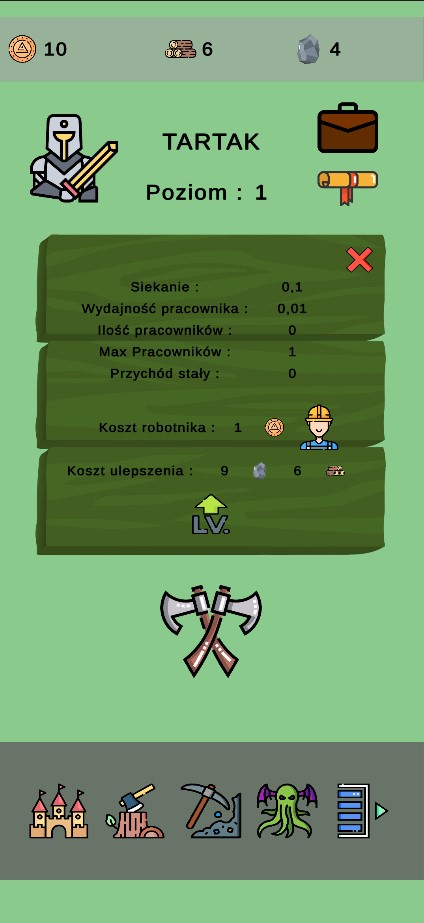 10 6 4
TARTAK
Poziom : 1
Siekanie : 0,1
Wydajność pracownika : 0,01
Ilość pracowników : 0
Max Pracowników : 1
Przychód stały : 0
Koszt robotnika : 1
Koszt ulepszenia : 9 6
LV.